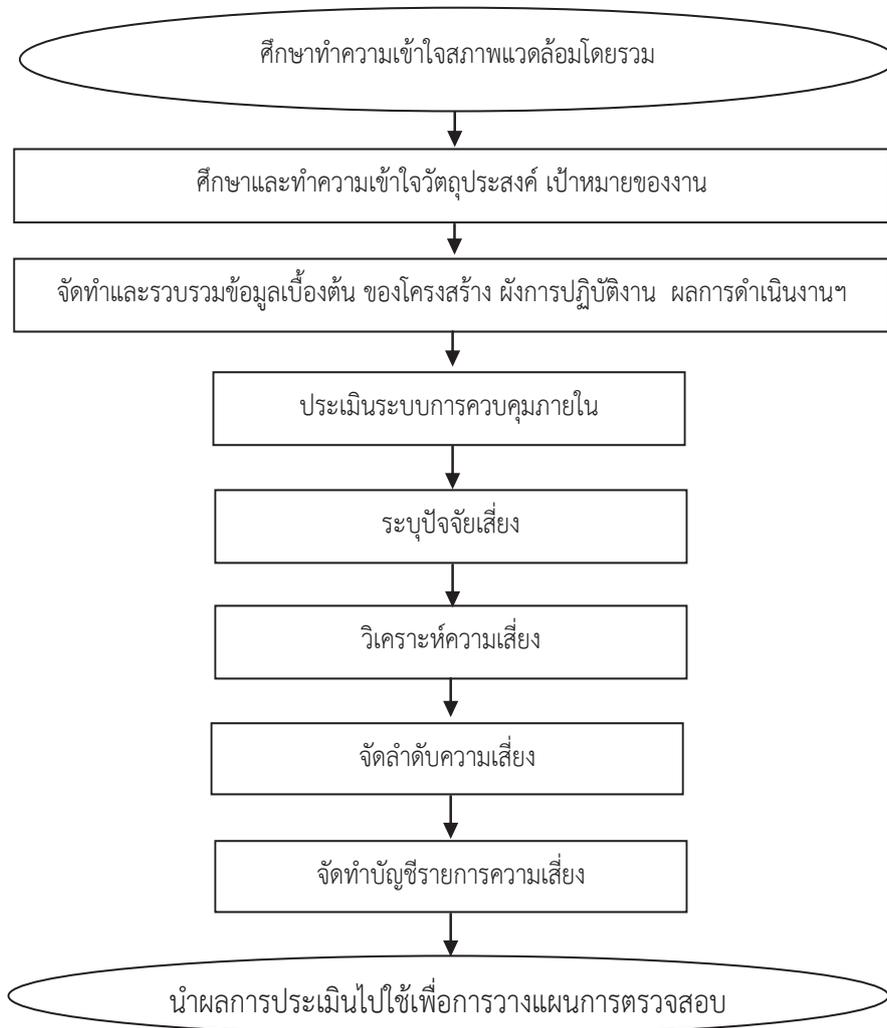 ศึกษาทำความเข้าใจสภาพแวดล้อมโดยรวม
ศึกษาและทำความเข้าใจวัตถุประสงค์ เป้าหมายของงาน
จัดทำและรวบรวมข้อมูลเบื้องต้น ของโครงสร้าง ผังการปฏิบัติงาน ผลการดำเนินงานฯ
ประเมินระบบการควบคุมภายใน
ระบุปัจจัยเสี่ยง
วิเคราะห์ความเสี่ยง
จัดลำดับความเสี่ยง
จัดทำบัญชีรายการความเสี่ยง
นำผลการประเมินไปใช้เพื่อการวางแผนการตรวจสอบ